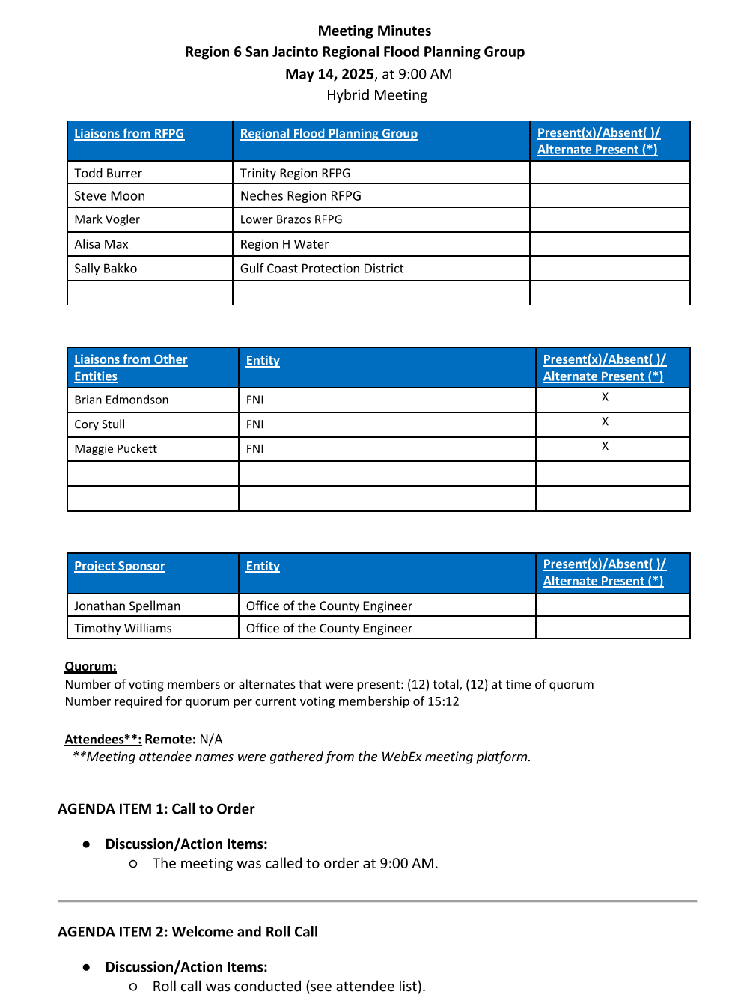 Meeting Minutes
Region 6 San Jacinto Regional Flood Planning Group
May 14, 2025, at 9:00 AM
Hybrid Meeting
Liaisons from RFPG Regional Flood Planning Group Present(x)/Absent( )/
Alternate Present (*)
Todd Burrer Trinity Region RFPG
Steve Moon Neches Region RFPG
Mark Vogler Lower Brazos RFPG
Alisa Max Region H Water
Sally Bakko Gulf Coast Protection District
Liaisons from Other Entity Present(x)/Absent( )/
Entities Alternate Present (*)
Brian Edmondson FNI X
Cory Stull FNI X
Maggie Puckett FNI X
Project Sponsor Entity Present(x)/Absent( )/
Alternate Present (*)
Jonathan Spellman Office of the County Engineer
Timothy Williams Office of the County Engineer
Quorum:
Number of voting members or alternates that were present: (12) total, (12) at time of quorum
Number required for quorum per current voting membership of 15:12
Attendees**: Remote: N/A
**Meeting attendee names were gathered from the WebEx meeting platform.
AGENDA ITEM 1: Call to Order
● Discussion/Action Items:
○ The meeting was called to order at 9:00 AM.
AGENDA ITEM 2: Welcome and Roll Call
● Discussion/Action Items:
○ Roll call was conducted (see attendee list).